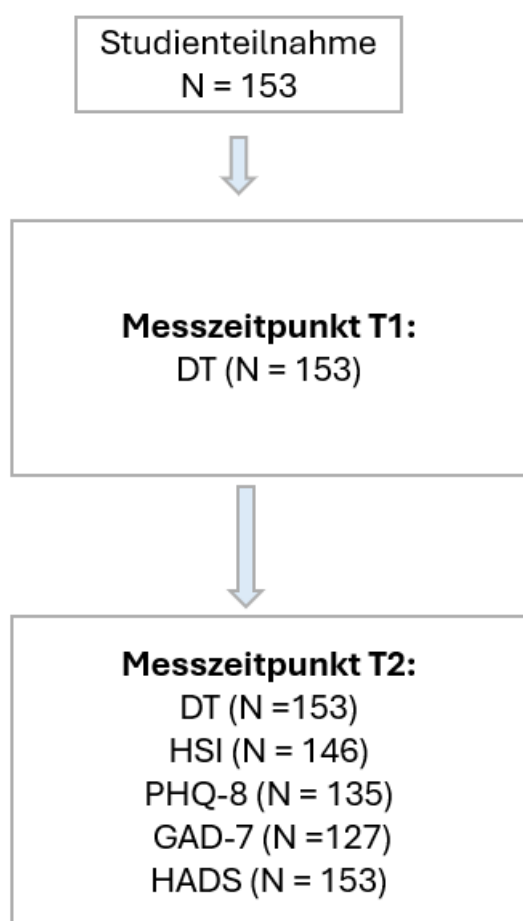 Studienteilnahme
N = 153
Messzeitpunkt T1:
DT (N = 153)
Messzeitpunkt T2:
DT (N =153)
HSI (N = 146)
PHQ-8 (N = 135)
GAD-7 (N =127)
HADS (N = 153)